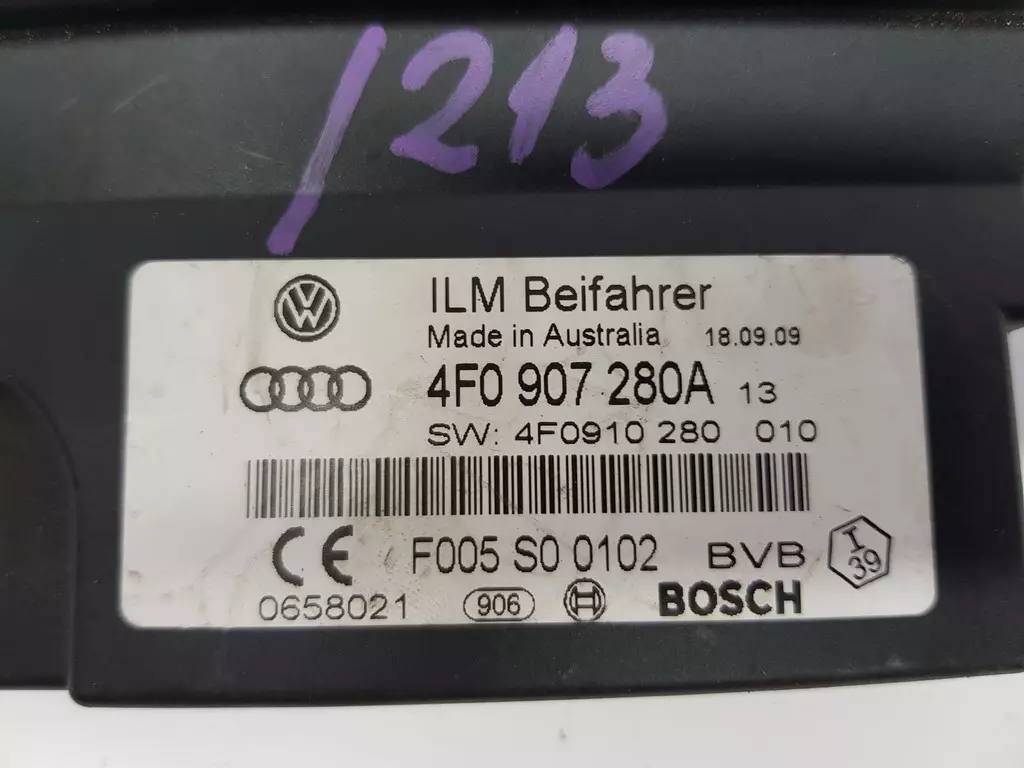 /213
ILM Beifahrer
Made in Australia 18.09.09
4F0 907 280A 13
SW: 4F0910 280 010
CE F005 S0 0102 BVB I 39
0658021 906 BOSCH